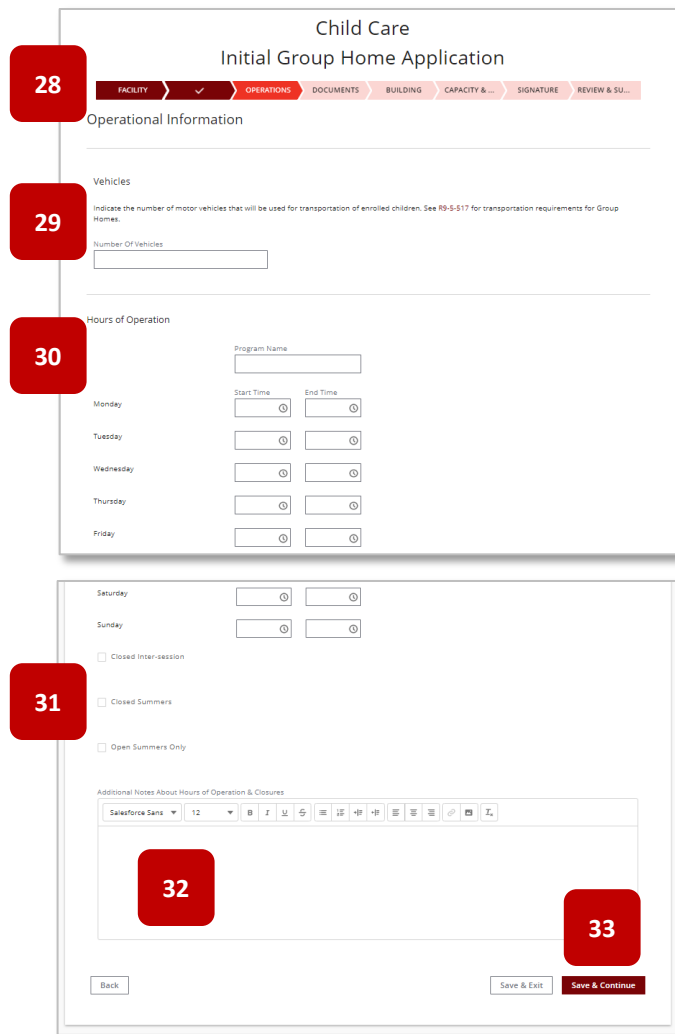 Child Care
Initial Group Home Application
28
FACILITY OPERATIONS DOCUMENTS BUILDING CAPACITY & ... SIGNATURE REVIEW & SU...
Operational Information
Vehicles
29
Indicate the number of motor vehicles that will be used for transportation of enrolled children. See R9-5-517 for transportation requirements for Group
Homes.
Number Of Vehicles
Hours of Operation
30
Program Name
Start Time End Time
Monday
Tuesday
Wednesday
Thursday
Friday
Saturday
Sunday
Closed Inter-session
31
Closed Summers
Open Summers Only
Additional Notes About Hours of Operation & Closures
Salesforce Sans 12 B I U S
32
33
Back Save & Exit Save & Continue